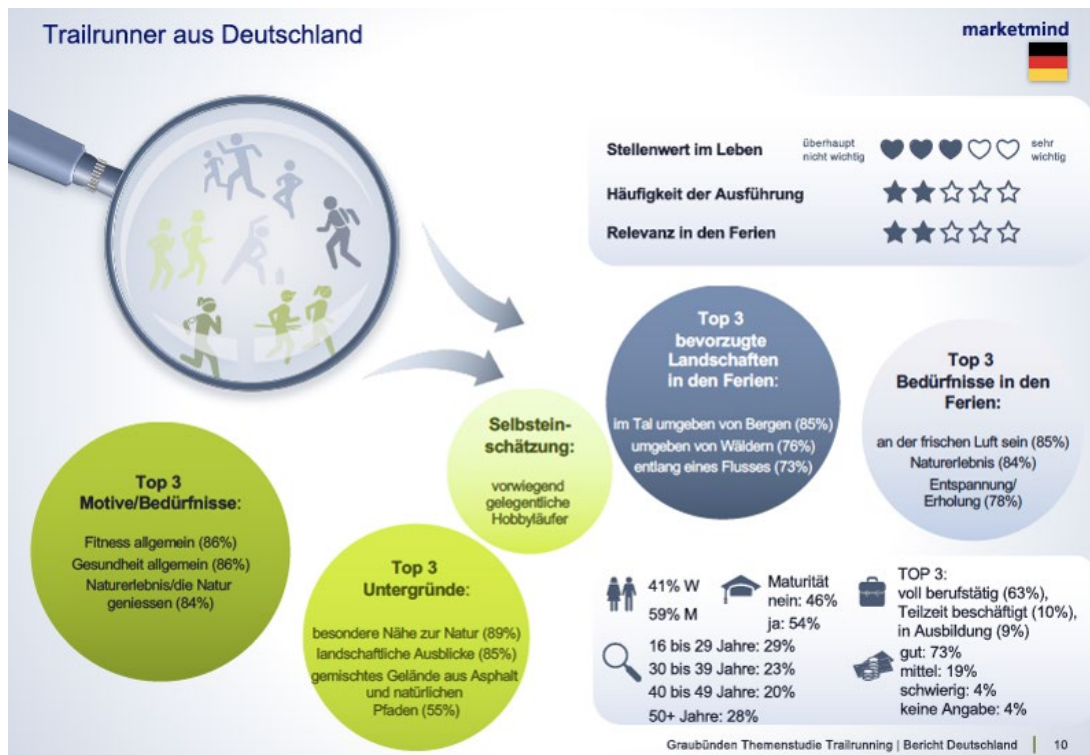 Trailrunner aus Deutschland
marketmind
Stellenwert im Leben
überhaupt
nicht wichtig
sehr
wichtig
Häufigkeit der Ausführung
Relevanz in den Ferien
Top 3
Motive/Bedürfnisse:
Fitness allgemein (86%)
Gesundheit allgemein (86%)
Naturerlebnis/die Natur
geniessen (84%)
Top 3
Untergründe:
besondere Nähe zur Natur (89%)
landschaftliche Ausblicke (85%)
gemischtes Gelände aus Asphalt
und natürlichen
Pfaden (55%)
Selbstein-
schätzung:
vorwiegend
gelegentliche
Hobbyläufer
Top 3
bevorzugte
Landschaften
in den Ferien:
im Tal umgeben von Bergen (85%)
umgeben von Wäldern (76%)
entlang eines Flusses (73%)
Top 3
Bedürfnisse in den
Ferien:
an der frischen Luft sein (85%)
Naturerlebnis (84%)
Entspannung/
Erholung (78%)
41% W
59% M
Maturität
nein: 46%
ja: 54%
TOP 3:
voll berufstätig (63%),
Teilzeit beschäftigt (10%),
in Ausbildung (9%)
16 bis 29 Jahre: 29%
30 bis 39 Jahre: 23%
40 bis 49 Jahre: 20%
50+ Jahre: 28%
gut: 73%
mittel: 19%
schwierig: 4%
keine Angabe: 4%
Graubünden Themenstudie Trailrunning | Bericht Deutschland | 10